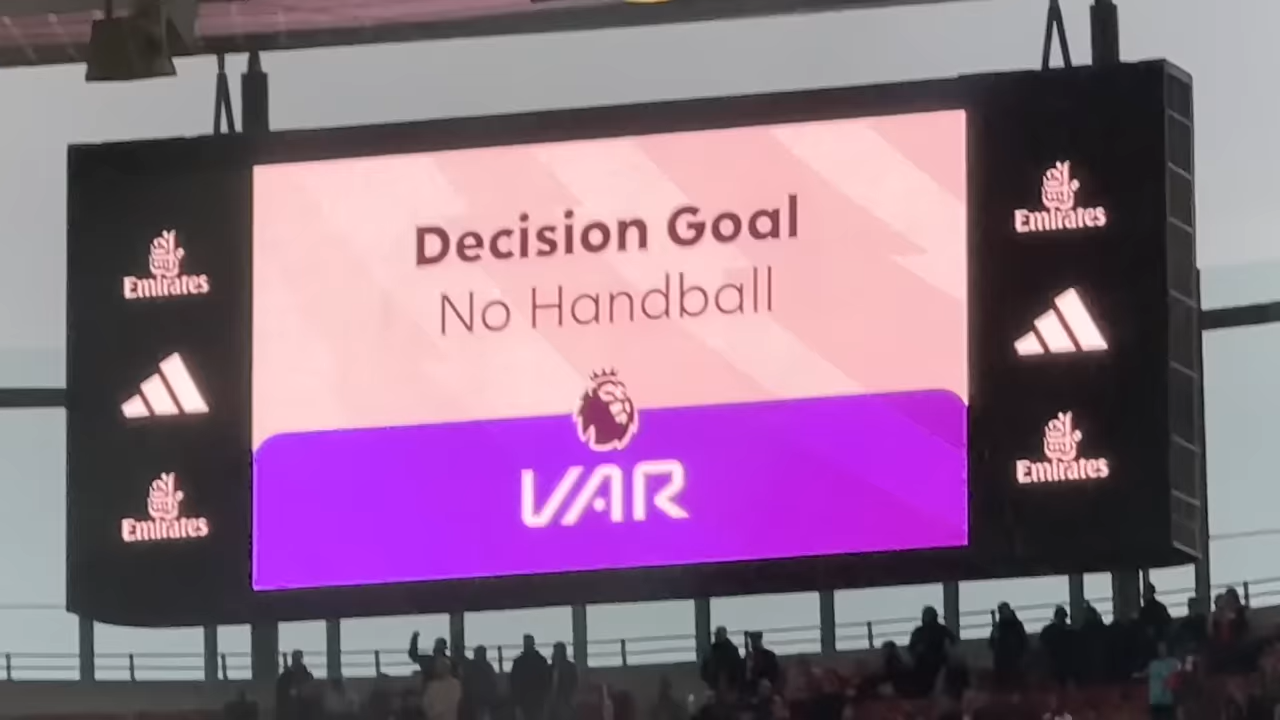 Decision Goal
No Handball
VAR
Emirates
Emirates
Emirates
Emirates